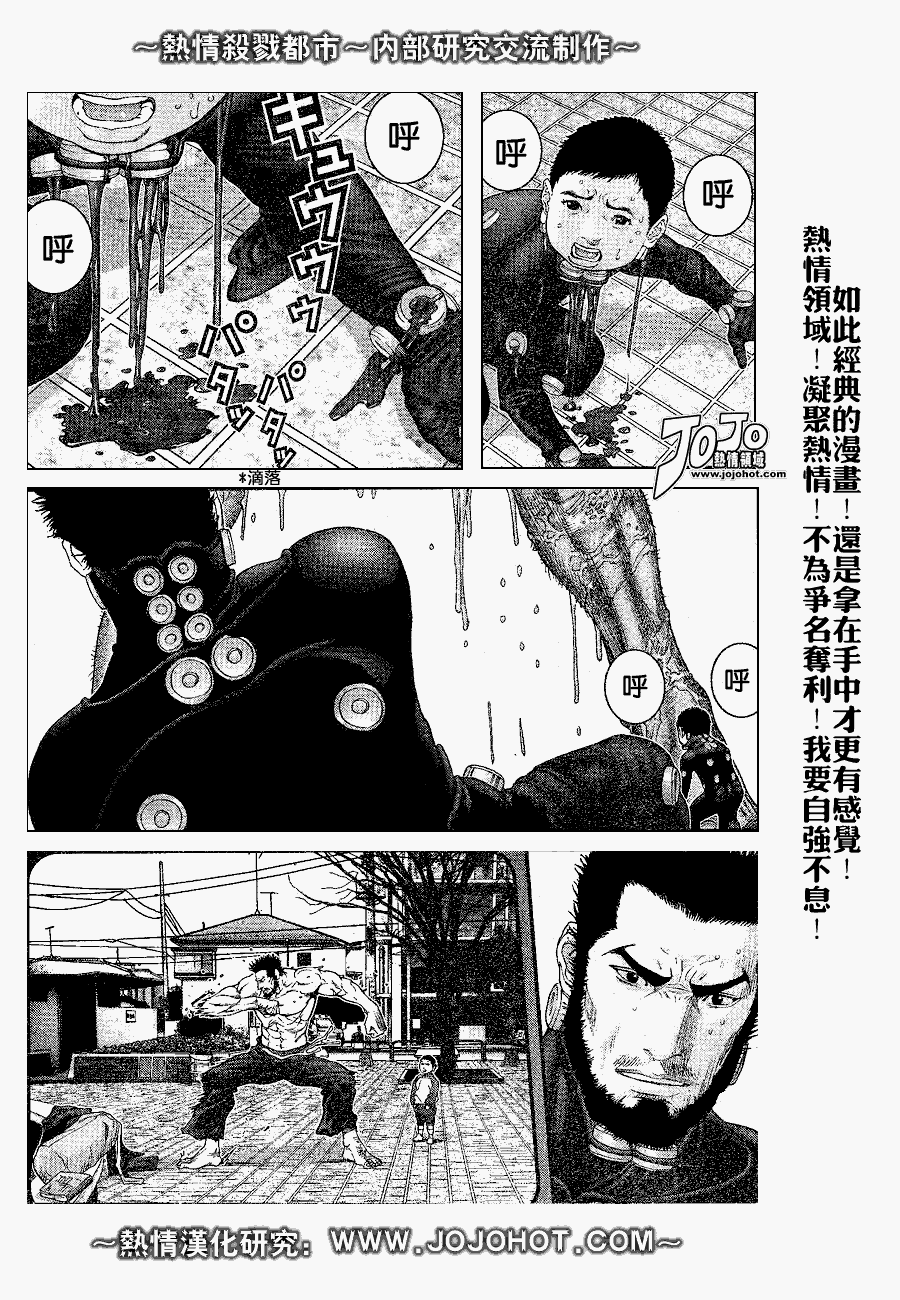 ～熱情殺戮都市～内部研究交流制作～
呼
呼
呼
呼
キュウウウウ
パタタッ
パタタッ
*滴落
JOJO
熱情領域
www.jojohot.com
呼
呼
如此經典的漫畫！還是拿在手中才更有感覺！
熱情領域！凝聚熱情！不為爭名奪利！我要自強不息！
～熱情漢化研究：WWW.JOJOHOT.COM～